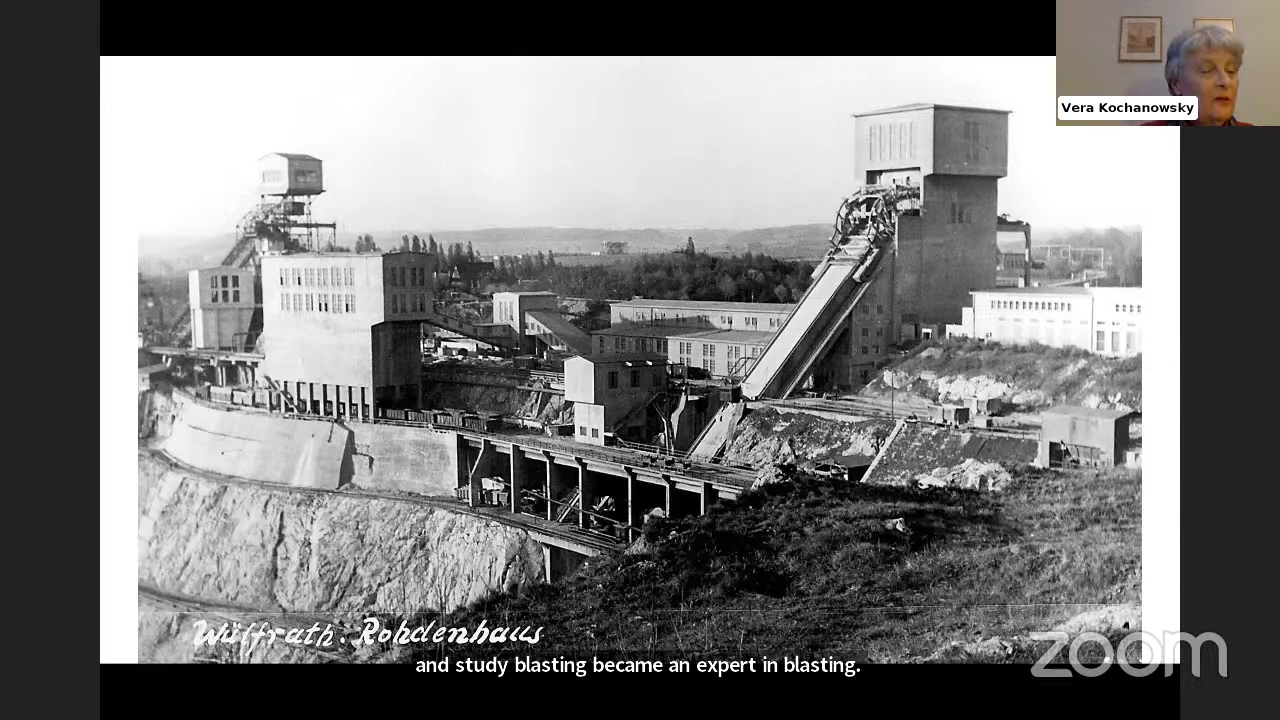 Vera Kochanowsky
Wülfrath. Rohdenhaus
and study blasting became an expert in blasting.
zoom